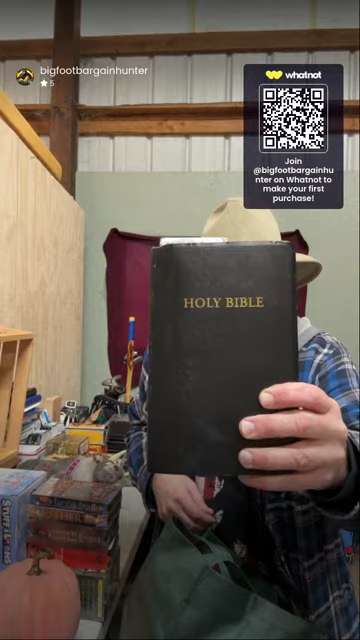 bigfootbargainhunter
5
whatnot
Join
@bigfootbargainhu
nter on Whatnot to
make your first
purchase!
HOLY BIBLE